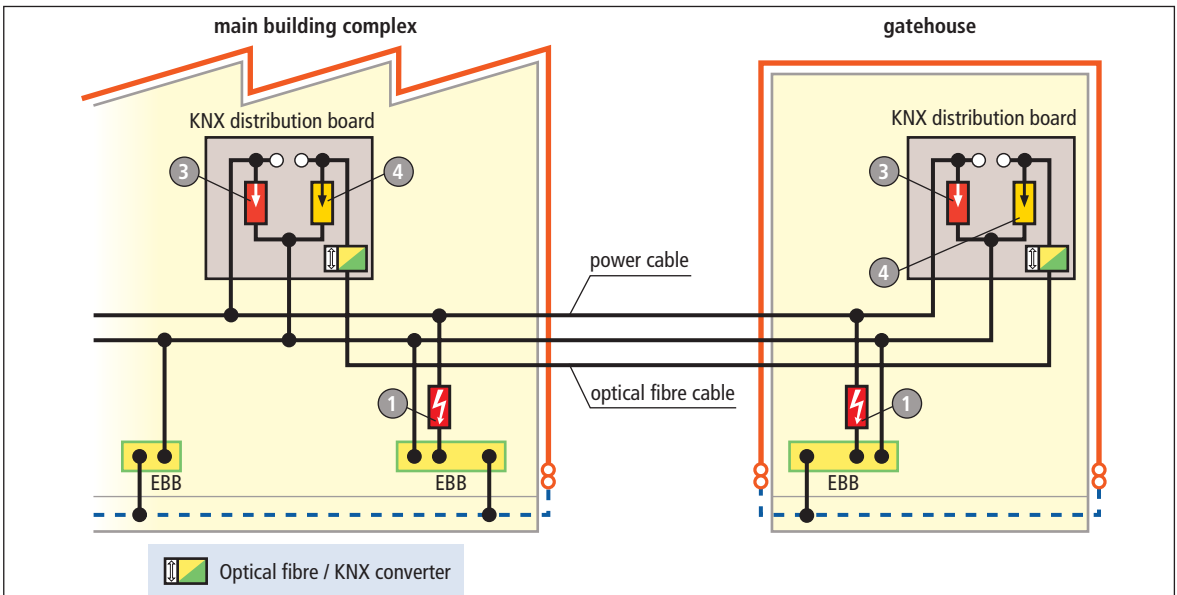 main building complex
gatehouse
KNX distribution board
KNX distribution board
3
4
3
4
power cable
optical fibre cable
1
1
EBB
EBB
EBB
Optical fibre / KNX converter